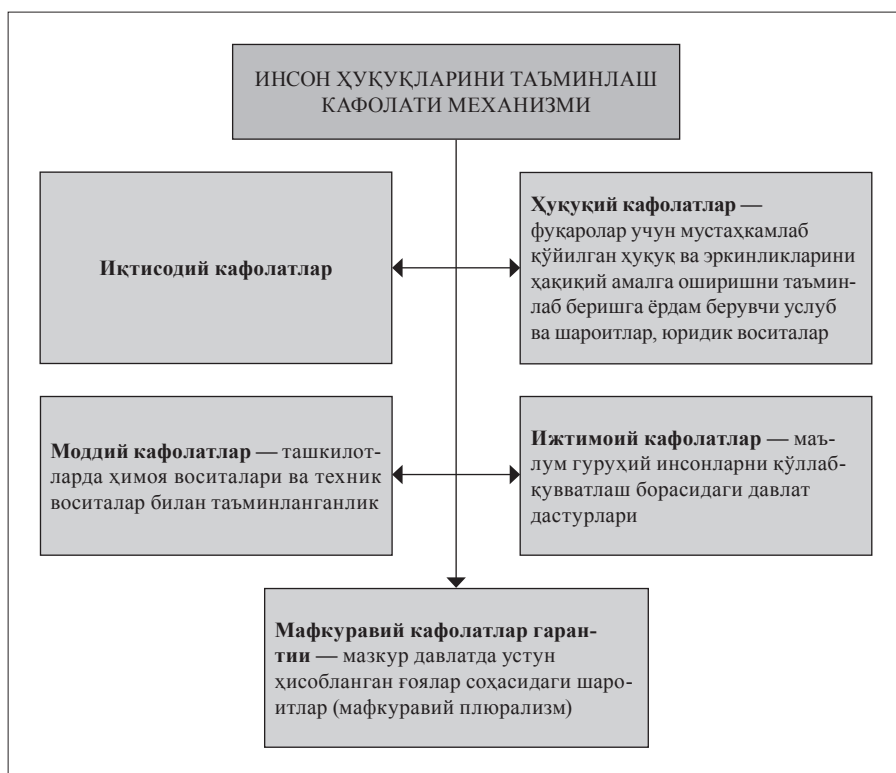 ИНСОН ҲУҚУҚЛАРИНИ ТАЪМИНЛАШ
КАФОЛАТИ МЕХАНИЗМИ
Иқтисодий кафолатлар
Ҳуқуқий кафолатлар —
фуқаролар учун мустаҳкамлаб
қўйилган ҳуқуқ ва эркинликларини
ҳақиқий амалга оширишни таъмин-
лаб беришга ёрдам берувчи услуб
ва шароитлар, юридик воситалар
Моддий кафолатлар — ташкилот-
ларда ҳимоя воситалари ва техник
воситалар билан таъминланганлик
Ижтимоий кафолатлар — маъ-
лум гуруҳий инсонларни қўллаб-
қувватлаш борасидаги давлат
дастурлари
Мафкуравий кафолатлар гаран-
тии — мазкур давлатда устун
ҳисобланган ғоялар соҳасидаги шаро-
итлар (мафкуравий плюрализм)